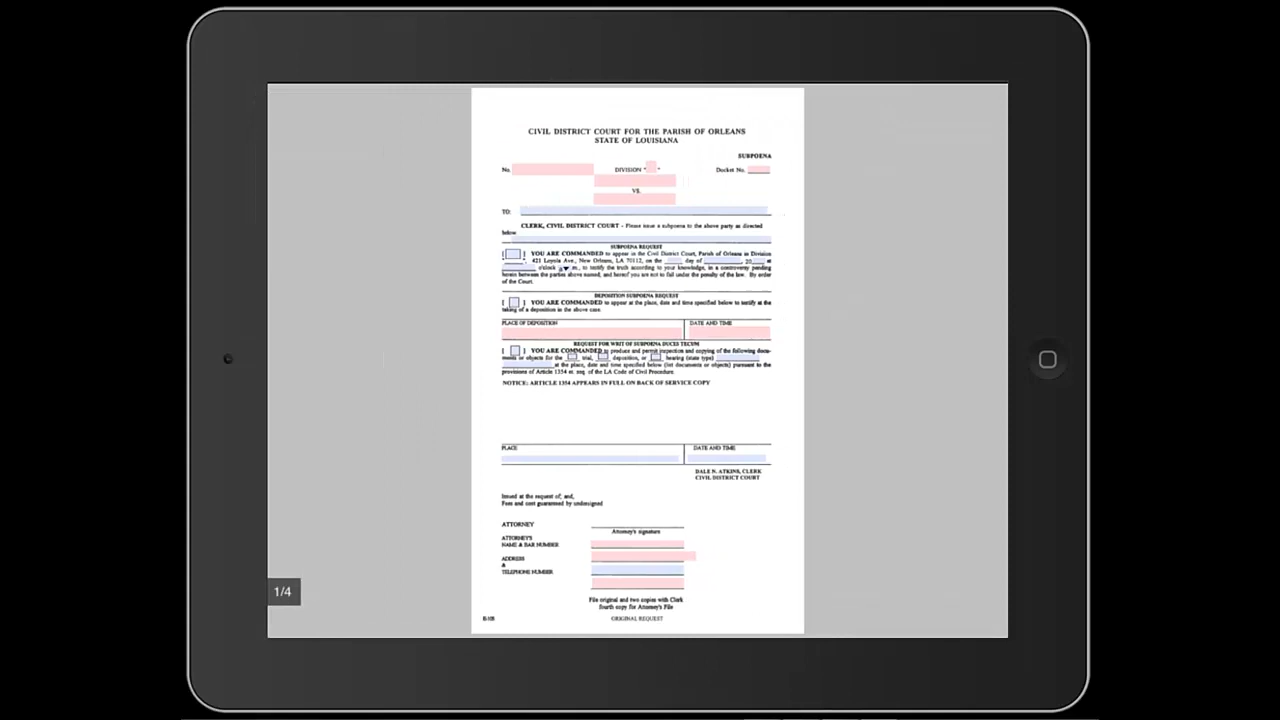 CIVIL DISTRICT COURT FOR THE PARISH OF ORLEANS
STATE OF LOUISIANA
SUBPOENA
No. DIVISION " " Docket No.
VS.
TO:
CLERK, CIVIL DISTRICT COURT - Please issue a subpoena to the above party as directed
below
SUBPOENA REQUEST
[ ] YOU ARE COMMANDED to appear in the Civil District Court, Parish of Orleans in Division
" ", 421 Loyola Ave., New Orleans, LA 70112, on the day of , 20 at
o'clock m., to testify the truth according to your knowledge, in a controversy pending
herein between the parties above named; and hereof you are not to fail under the penalty of the law. By order
of the Court.
DEPOSITION SUBPOENA REQUEST
[ ] YOU ARE COMMANDED to appear at the place, date and time specified below to testify at the
taking of a deposition in the above case.
PLACE OF DEPOSITION DATE AND TIME
REQUEST FOR WRIT OF SUBPOENA DUCES TECUM
[ ] YOU ARE COMMANDED to produce and permit inspection and copying of the following docu-
ments or objects for the trial, deposition, or hearing (state type)
at the place, date and time specified below (list documents or objects) pursuant to the
provisions of Article 1354 et. seq. of the LA Code of Civil Procedure.
NOTICE: ARTICLE 1354 APPEARS IN FULL ON BACK OF SERVICE COPY
PLACE DATE AND TIME
DALE N. ATKINS, CLERK
CIVIL DISTRICT COURT
Issued at the request of; and,
Fees and cost guaranteed by undersigned
ATTORNEY
Attorney's signature
ATTORNEY'S
NAME & BAR NUMBER
ADDRESS
&
TELEPHONE NUMBER
1/4
File original and two copies with Clerk
fourth copy for Attorney's File
ORIGINAL REQUEST